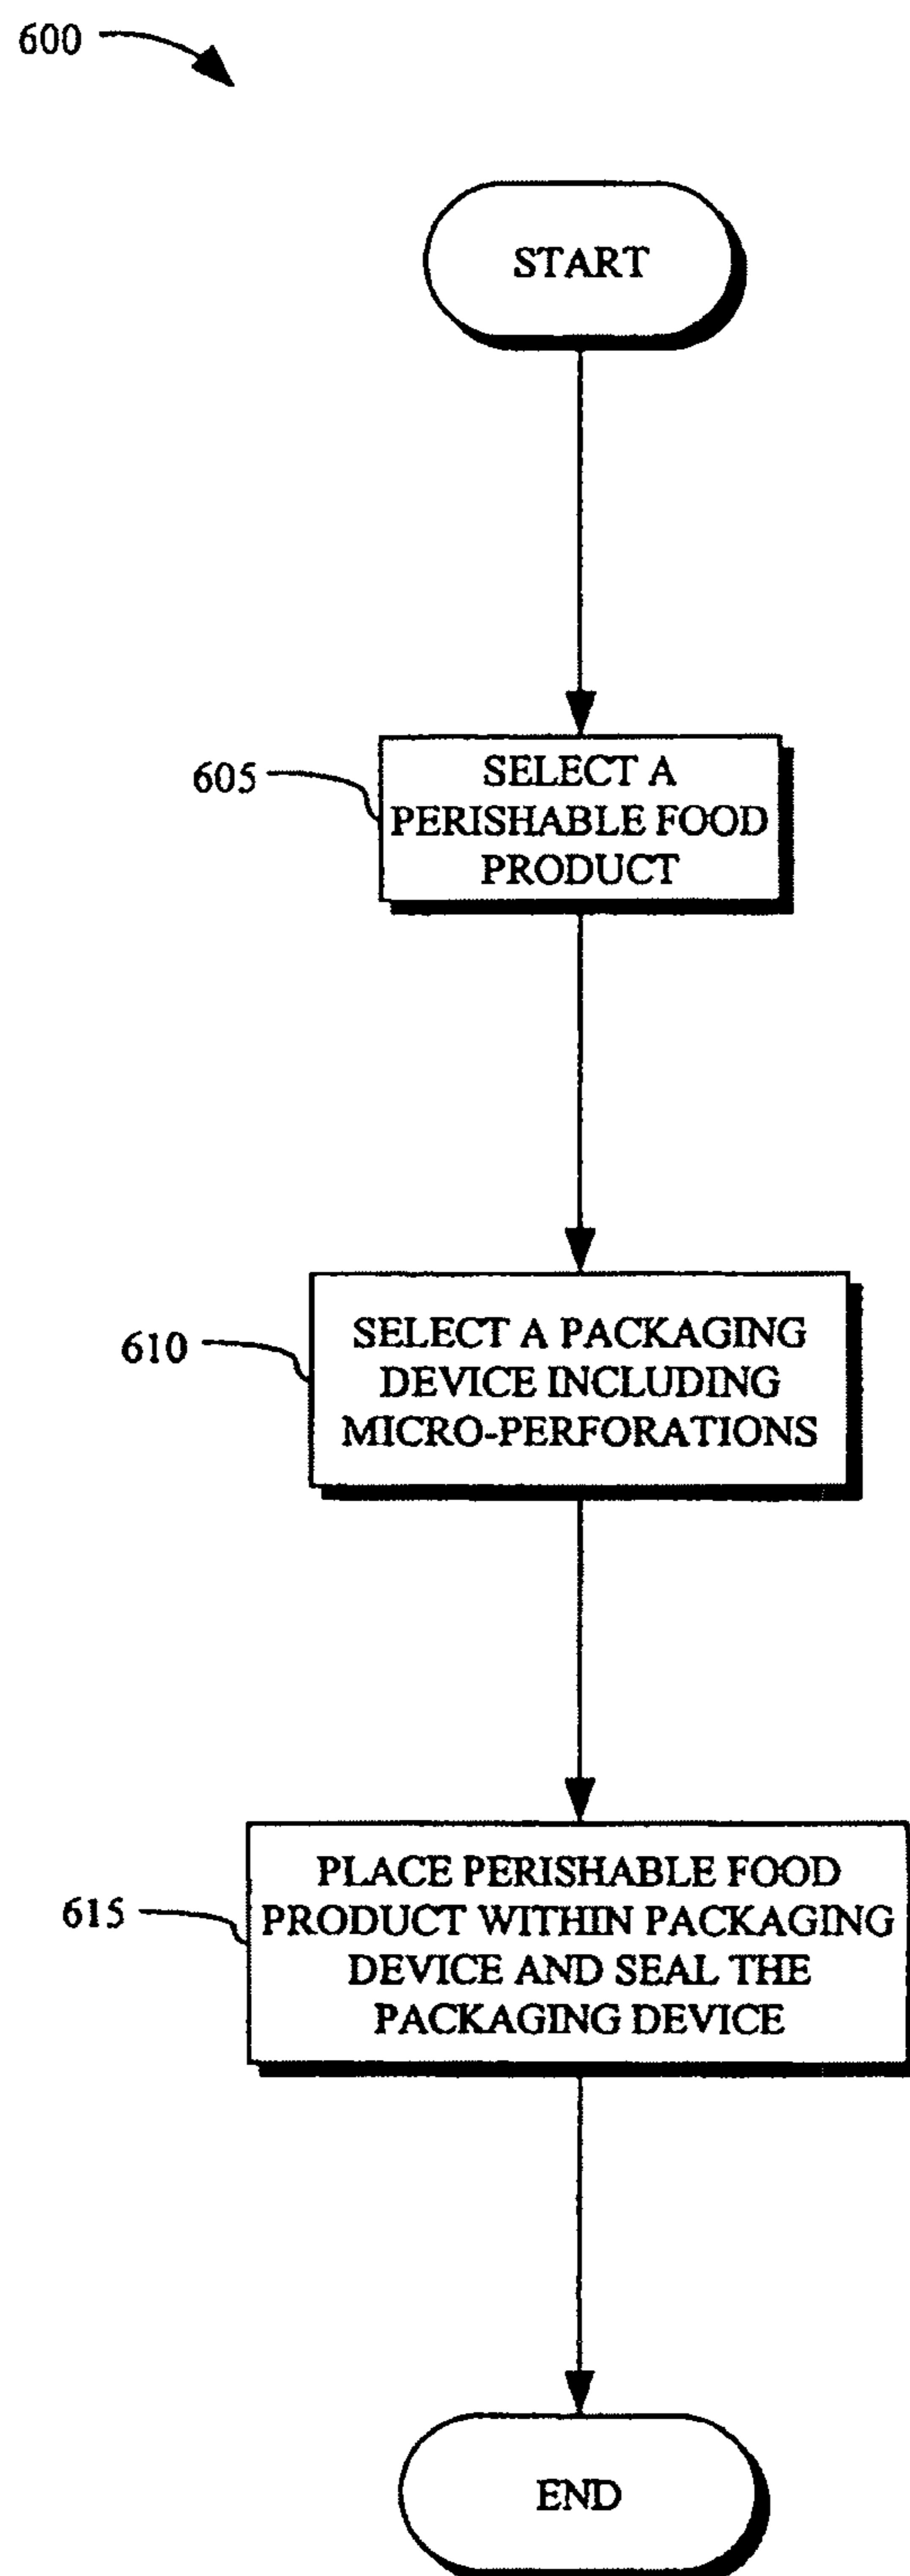 600
START
605
SELECT A
PERISHABLE FOOD
PRODUCT
610
SELECT A PACKAGING
DEVICE INCLUDING
MICRO-PERFORATIONS
615
PLACE PERISHABLE FOOD
PRODUCT WITHIN PACKAGING
DEVICE AND SEAL THE
PACKAGING DEVICE
END